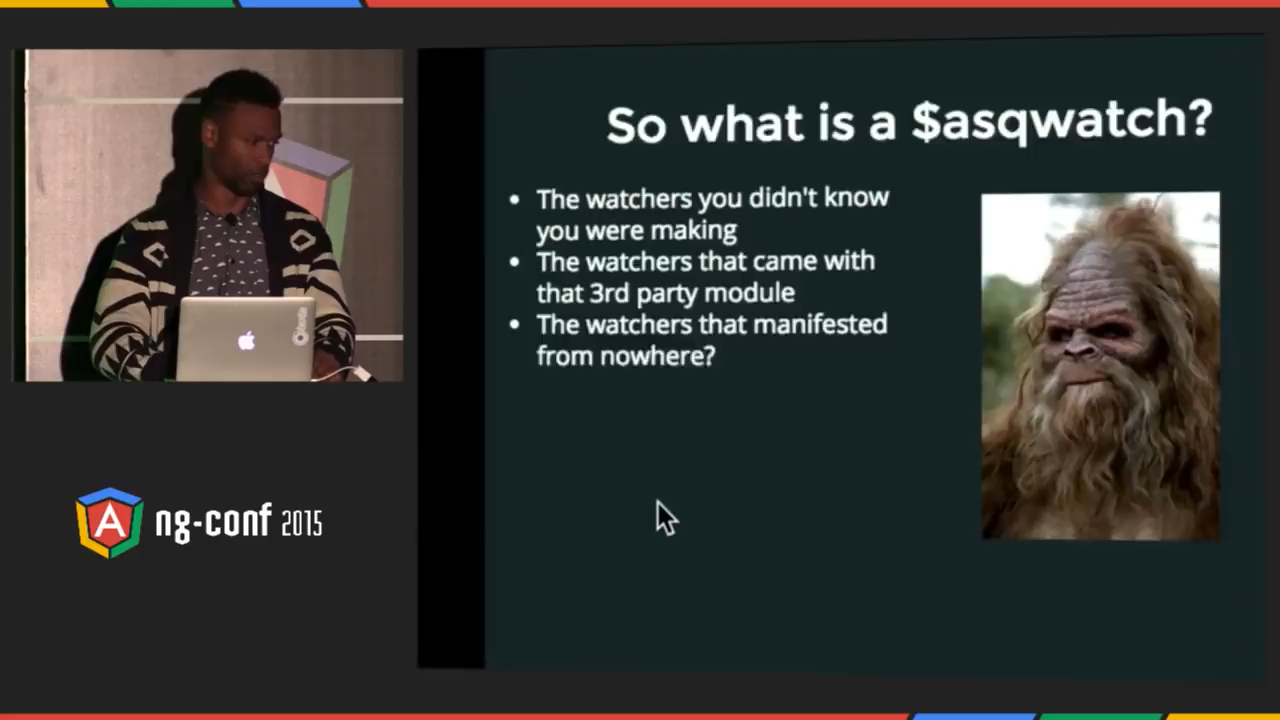 So what is a $asqwatch?
• The watchers you didn't know
you were making
• The watchers that came with
that 3rd party module
• The watchers that manifested
from nowhere?
A
ng-conf 2015